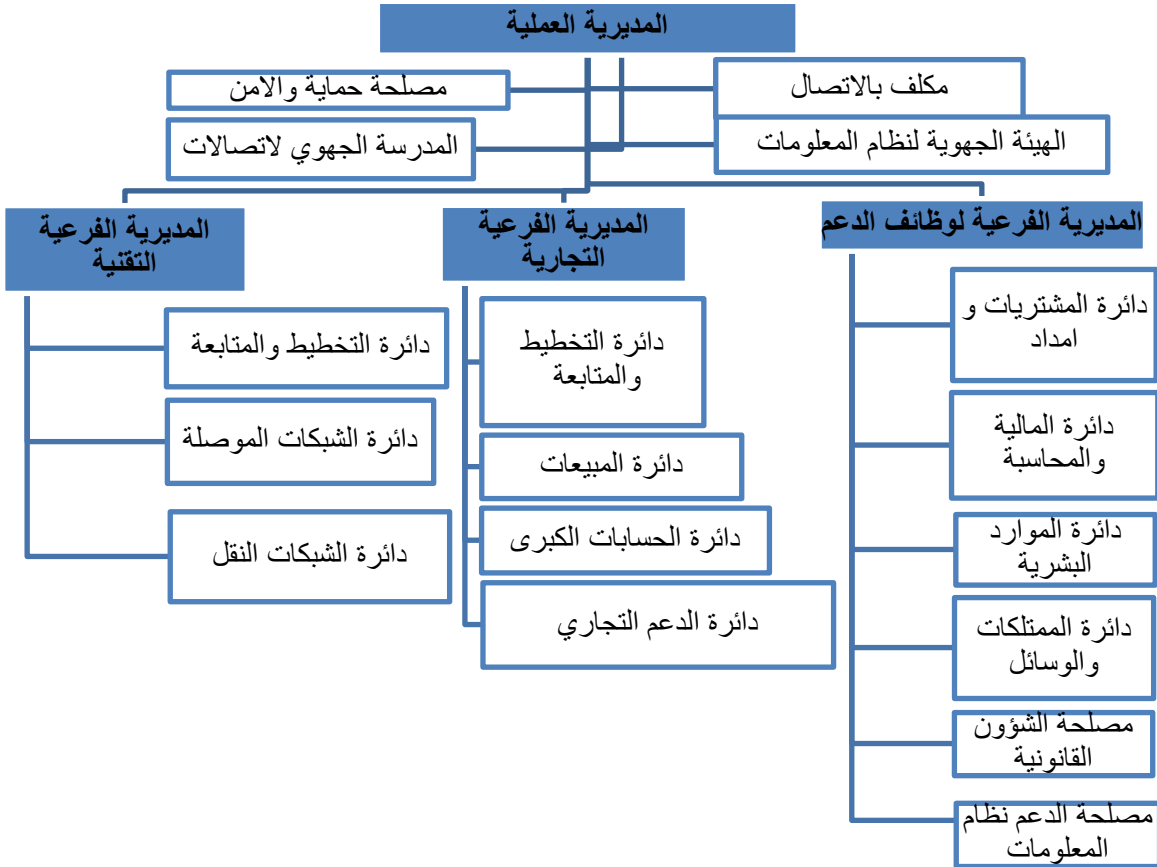 المديرية العملية
مكلف بالاتصال
مصلحة حماية والامن
الهيئة الجهوية لنظام المعلومات
المدرسة الجهوي لاتصالات
المديرية الفرعية لوظائف الدعم
دائرة المشتريات و
امداد
دائرة المالية
والمحاسبة
دائرة الموارد
البشرية
دائرة الممتلكات
والوسائل
مصلحة الشؤون
القانونية
مصلحة الدعم نظام
المعلومات
المديرية الفرعية
التجارية
دائرة التخطيط
والمتابعة
دائرة المبيعات
دائرة الحسابات الكبرى
دائرة الدعم التجاري
المديرية الفرعية
التقنية
دائرة التخطيط والمتابعة
دائرة الشبكات الموصلة
دائرة الشبكات النقل